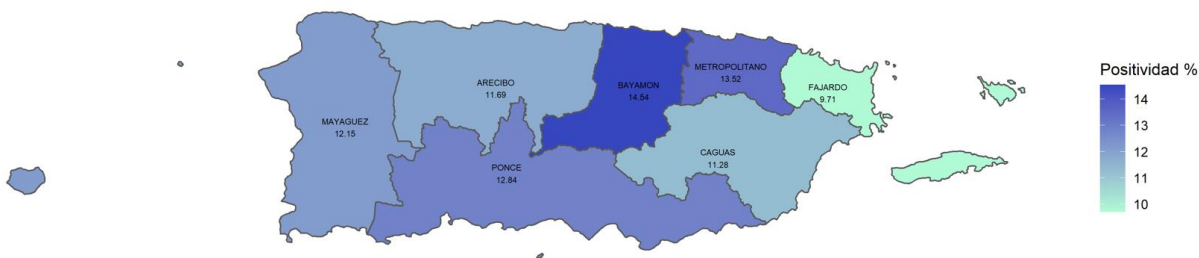 METROPOLITANO
13.52
ARECIBO
11.69
BAYAMON
14.54
FAJARDO
9.71
MAYAGUEZ
12.15
CAGUAS
11.28
PONCE
12.84
Positividad %
14
13
12
11
10